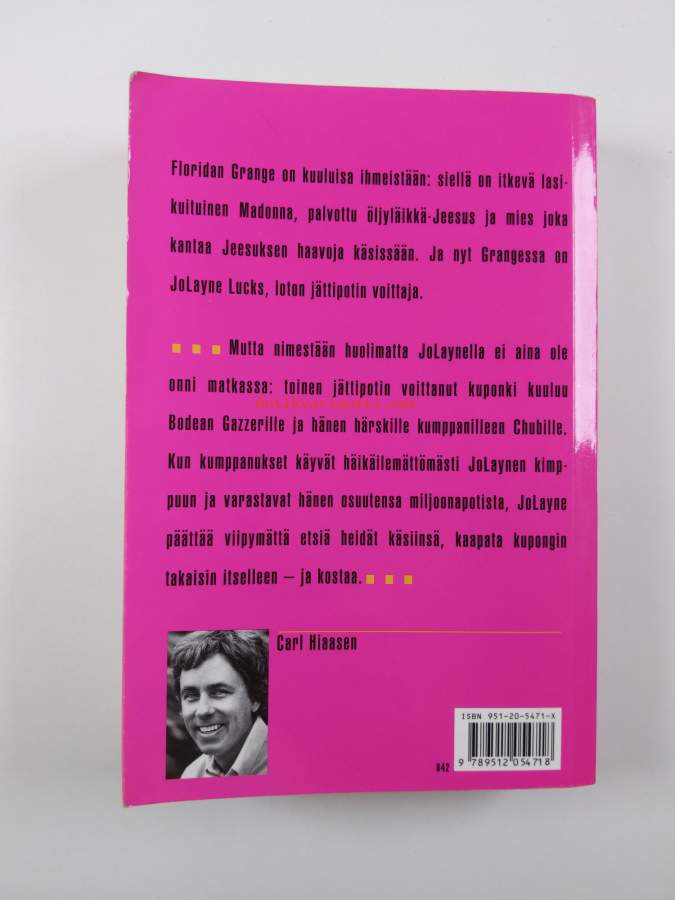 Floridan Grange on kuuluisa ihmeistään: siellä on itkevä lasi-
kuituinen Madonna, palvottu öljyläikkä-Jeesus ja mies joka
kantaa Jeesuksen haavoja käsissään. Ja nyt Grangessa on
JoLayne Lucks, loton jättipotin voittaja.
Mutta nimestään huolimatta JoLaynella ei aina ole
onni matkassa: toinen jättipotin voittanut kuponki kuuluu
Bodean Gazzerille ja hänen härskille kumppanilleen Chubille.
Kun kumppanukset käyvät häikäilemättömästi JoLaynen kimp-
puun ja varastavat hänen osuutensa miljoonapotista, JoLayne
päättää viipymättä etsiä heidät käsiinsä, kaapata kupongin
takaisin itselleen – ja kostaa.
Carl Hiaasen
ISBN 951-20-5471-X
842
9 789512 054718